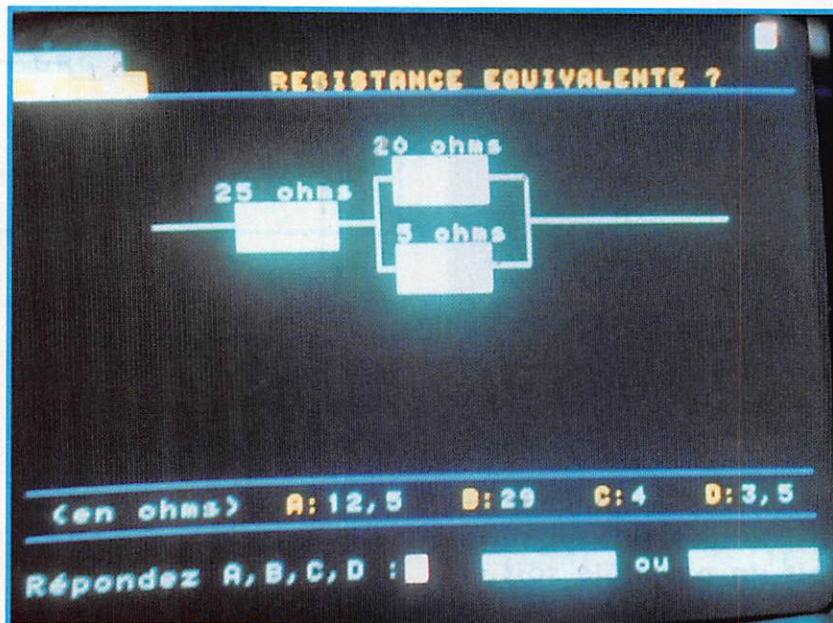 RESISTANCE EQUIVALENTE ?
20 ohms
25 ohms
5 ohms
(en ohms) A:12,5 B:29 C:4 D:3,5
Répondez A,B,C,D : ou